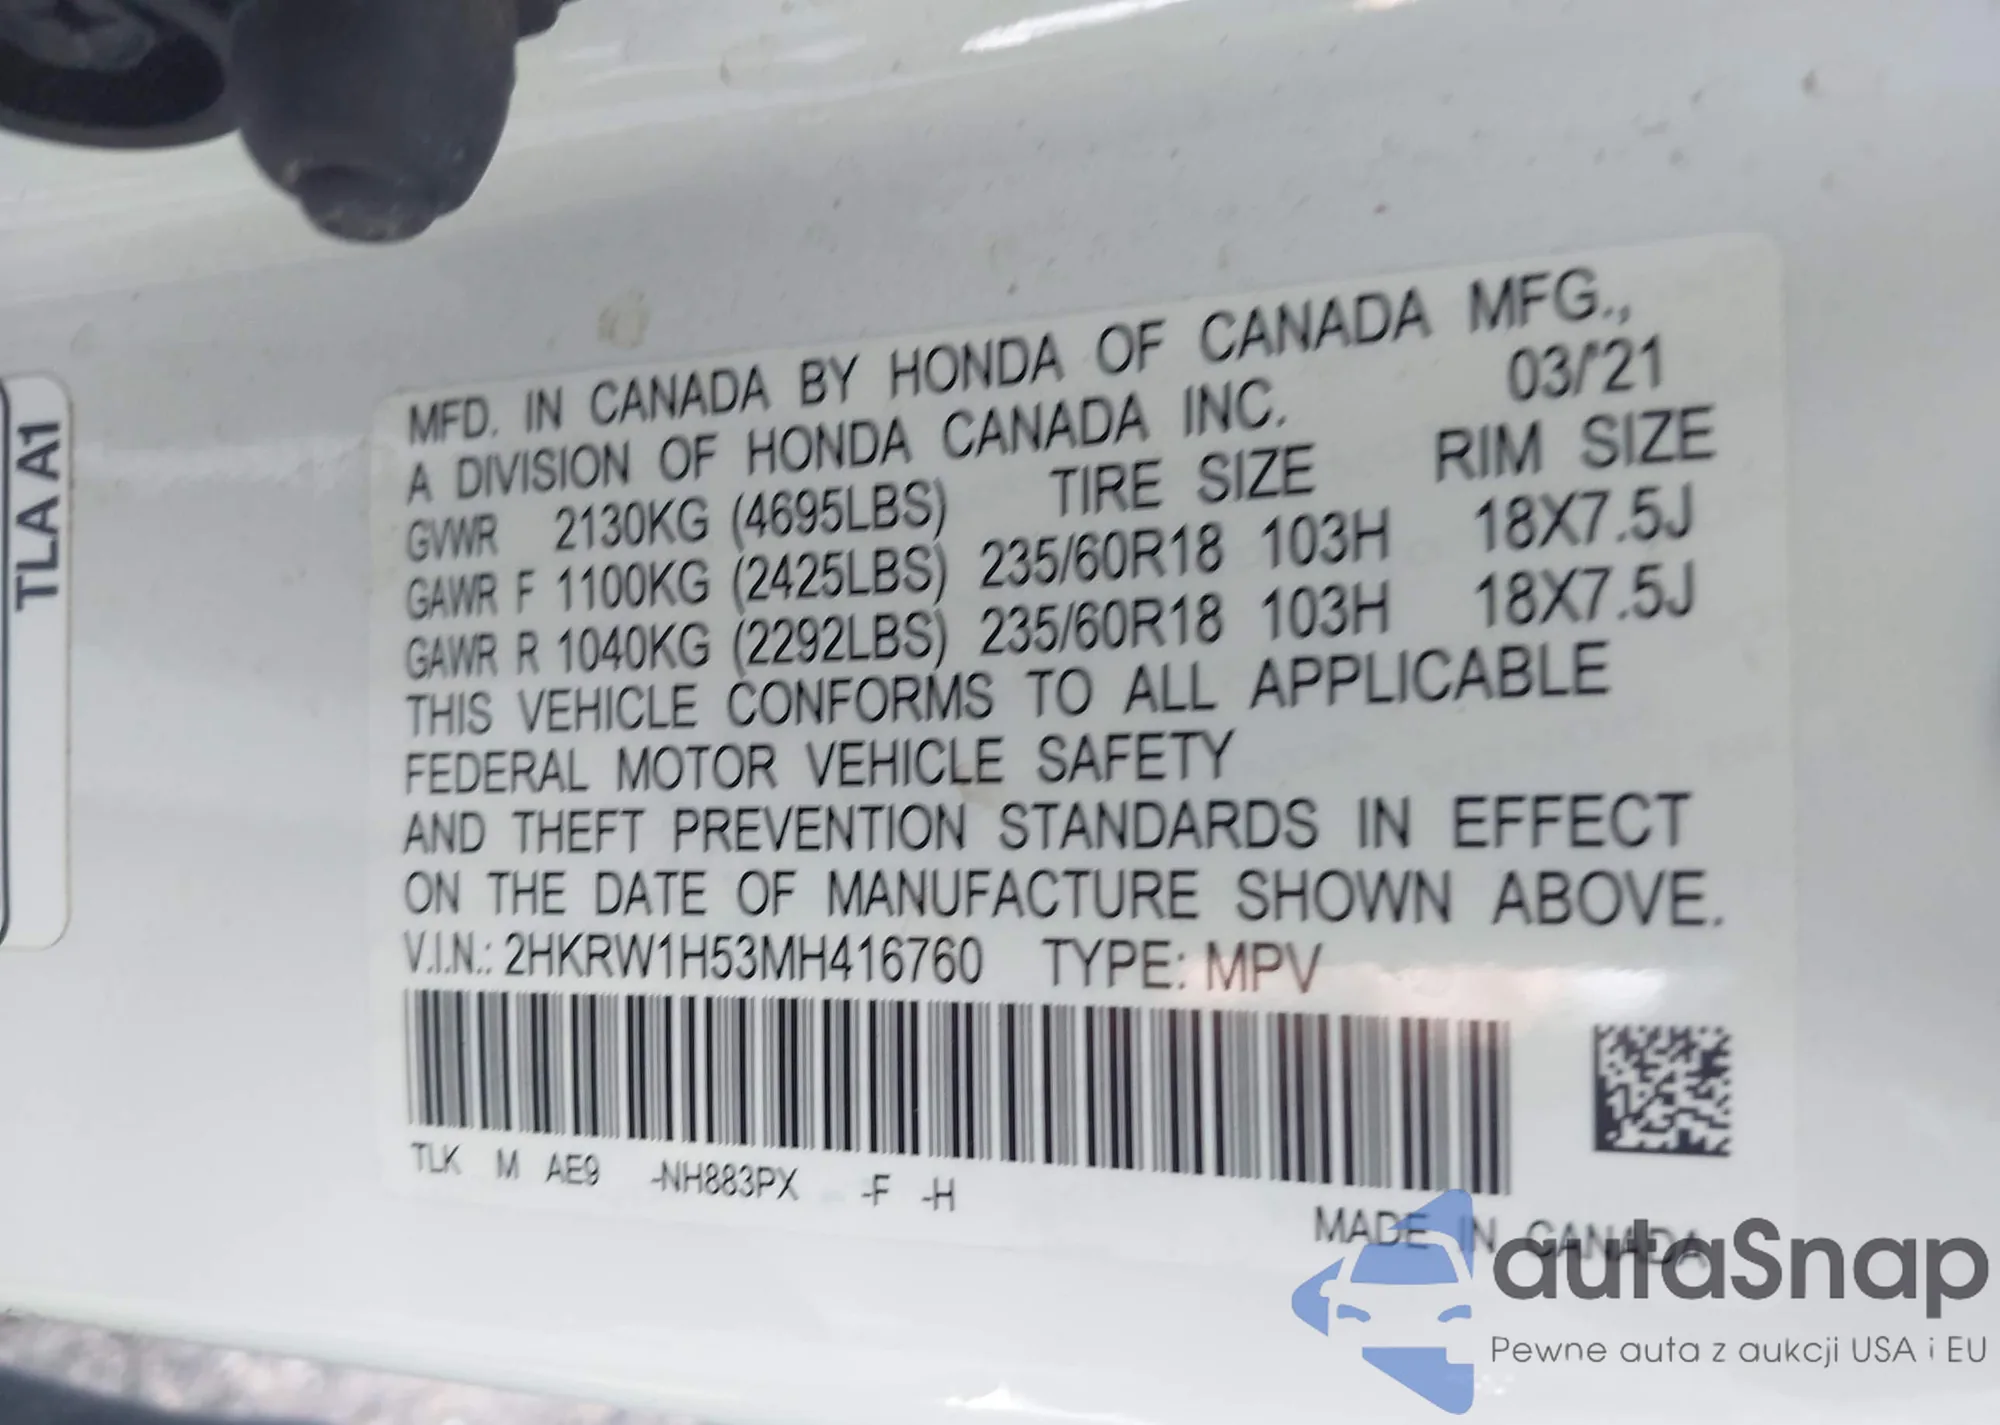 TLA A1
MFD. IN CANADA BY HONDA OF CANADA MFG.,
A DIVISION OF HONDA CANADA INC. 03/'21
GVWR 2130KG (4695LBS) TIRE SIZE RIM SIZE
GAWR F 1100KG (2425LBS) 235/60R18 103H 18X7.5J
GAWR R 1040KG (2292LBS) 235/60R18 103H 18X7.5J
THIS VEHICLE CONFORMS TO ALL APPLICABLE
FEDERAL MOTOR VEHICLE SAFETY
AND THEFT PREVENTION STANDARDS IN EFFECT
ON THE DATE OF MANUFACTURE SHOWN ABOVE.
V.I.N.: 2HKRW1H53MH416760 TYPE: MPV
TLK M AE9 -NH883PX -F -H
MADE IN CANADA
autaSnap
Pewne auta z aukcji USA i EU